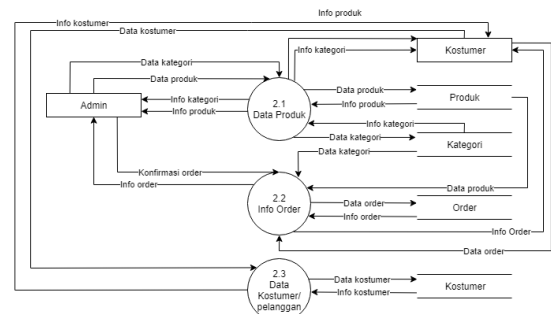 Info produk
Info kostumer
Data kostumer
Info kategori
Kostumer
Data kategori
Data produk
Info kategori
Info produk
Admin
2.1
Data Produk
Data produk
Info produk
Produk
Info kategori
Data kategori
Kategori
Data kategori
Konfirmasi order
Info order
2.2
Info Order
Data produk
Data order
Info order
Order
Info Order
Data order
2.3
Data
Kostumer/
pelanggan
Data kostumer
Info kostumer
Kostumer